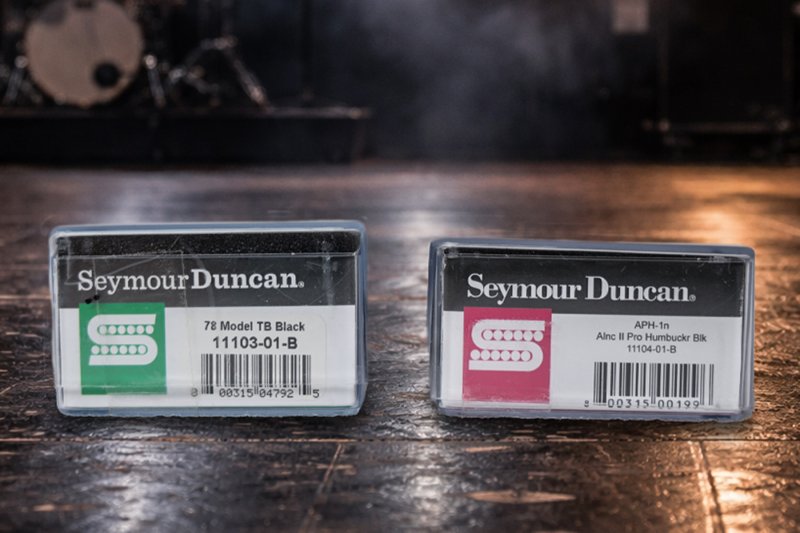 Seymour Duncan®
78 Model TB Black
11103-01-B
0 00315 04792 5
Seymour Duncan®
APH-1n
Alnc II Pro Humbuckr Blk
11104-01-B
8 00315 00199